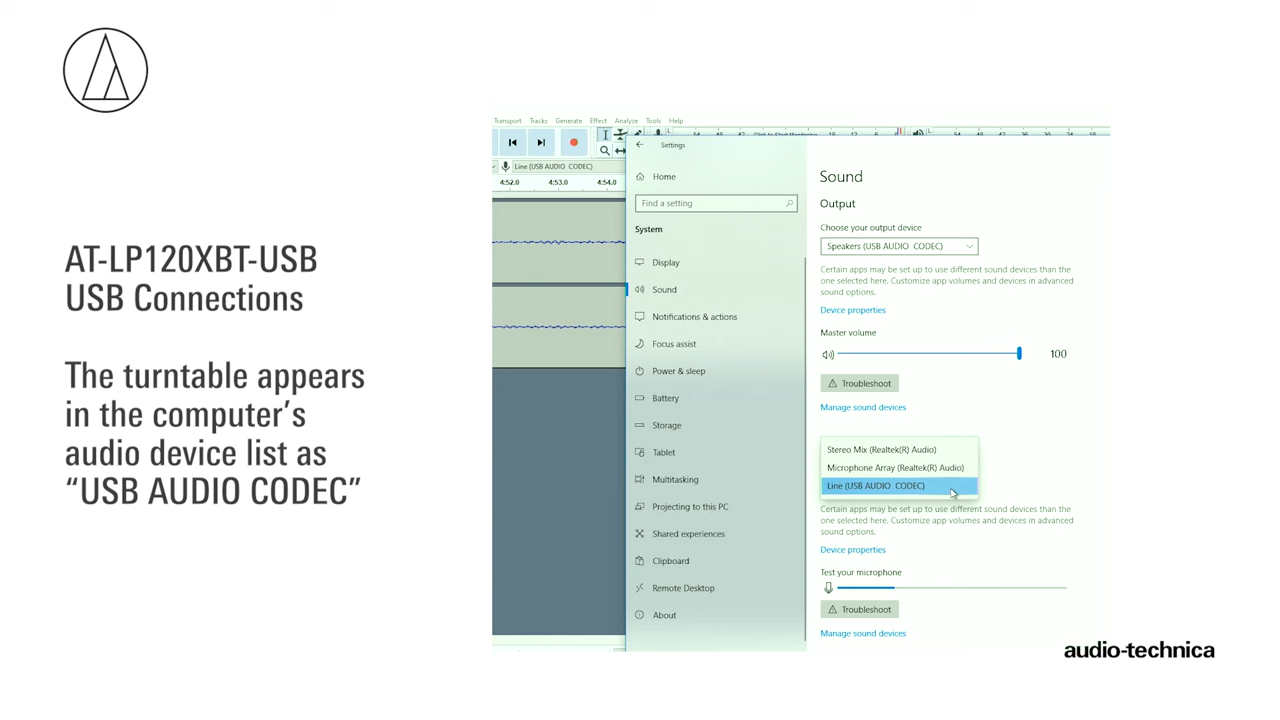 AT-LP120XBT-USB
USB Connections
The turntable appears
in the computer's
audio device list as
“USB AUDIO CODEC”
Transport Tracks Generate Effect Analyze Tools Help
Line (USB AUDIO CODEC)
4:52.0 4:53.0 4:54.0
Settings
Home
Find a setting
System
Display
Sound
Notifications & actions
Focus assist
Power & sleep
Battery
Storage
Tablet
Multitasking
Projecting to this PC
Shared experiences
Clipboard
Remote Desktop
About
Sound
Output
Choose your output device
Speakers (USB AUDIO CODEC)
Certain apps may be set up to use different sound devices than the
one selected here. Customize app volumes and devices in advanced
sound options.
Device properties
Master volume
100
Troubleshoot
Manage sound devices
Stereo Mix (Realtek(R) Audio)
Microphone Array (Realtek(R) Audio)
Line (USB AUDIO CODEC)
Certain apps may be set up to use different sound devices than the
one selected here. Customize app volumes and devices in advanced
sound options.
Device properties
Test your microphone
Troubleshoot
Manage sound devices
audio-technica